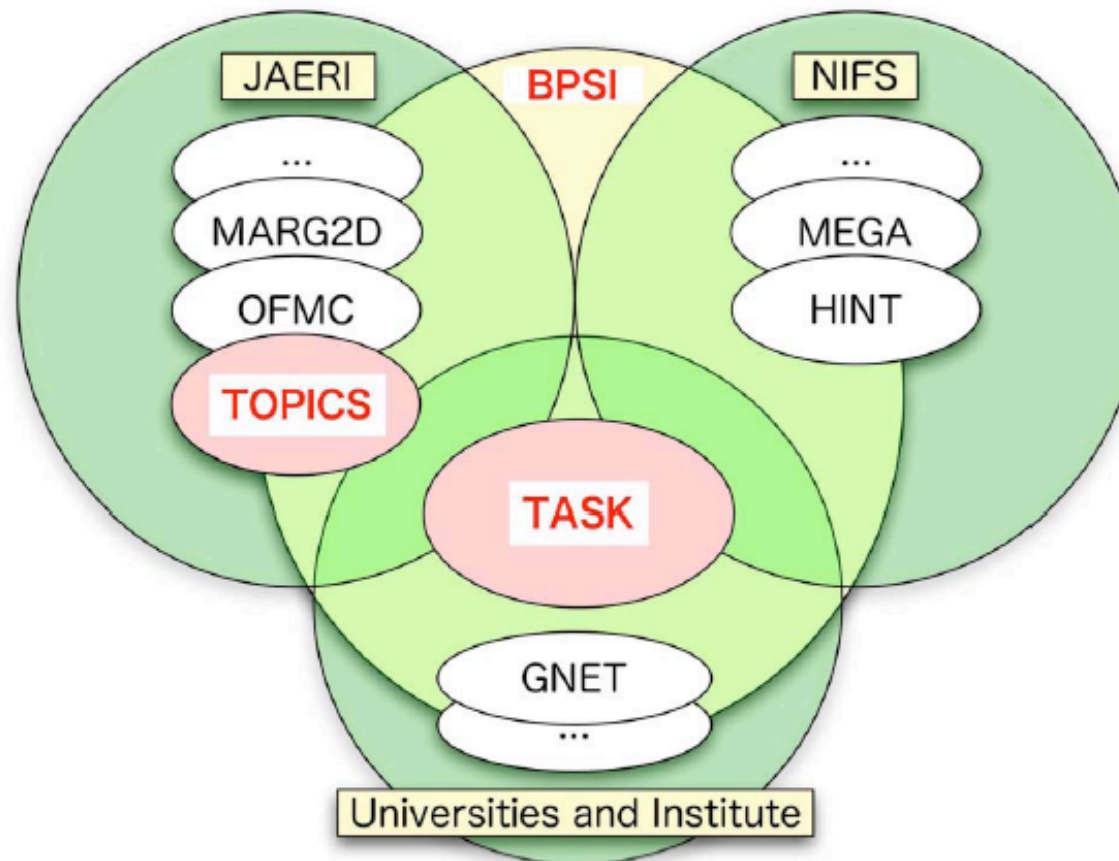 JAERI
BPSI
NIFS
...
...
MARG2D
MEGA
OFMC
HINT
TOPICS
TASK
GNET
...
Universities and Institute